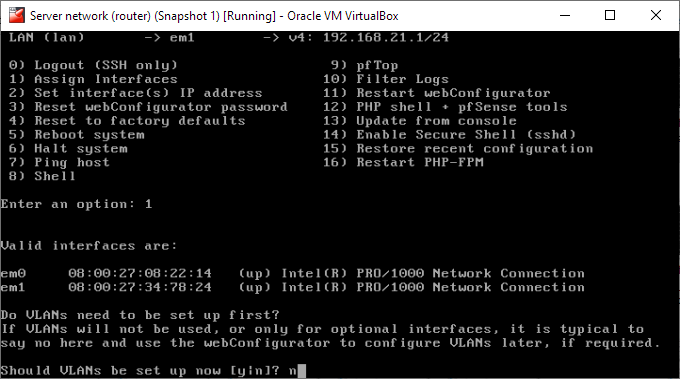 Server network (router) (Snapshot 1) [Running] - Oracle VM VirtualBox
LAN (lan) -> em1 -> v4: 192.168.21.1/24
0) Logout (SSH only) 9) pfTop
1) Assign Interfaces 10) Filter Logs
2) Set interface(s) IP address 11) Restart webConfigurator
3) Reset webConfigurator password 12) PHP shell + pfSense tools
4) Reset to factory defaults 13) Update from console
5) Reboot system 14) Enable Secure Shell (sshd)
6) Halt system 15) Restore recent configuration
7) Ping host 16) Restart PHP-FPM
8) Shell
Enter an option: 1
Valid interfaces are:
em0 08:00:27:08:22:14 (up) Intel(R) PRO/1000 Network Connection
em1 08:00:27:34:78:24 (up) Intel(R) PRO/1000 Network Connection
Do VLANs need to be set up first?
If VLANs will not be used, or only for optional interfaces, it is typical to
say no here and use the webConfigurator to configure VLANs later, if required.
Should VLANs be set up now [y|n]? n